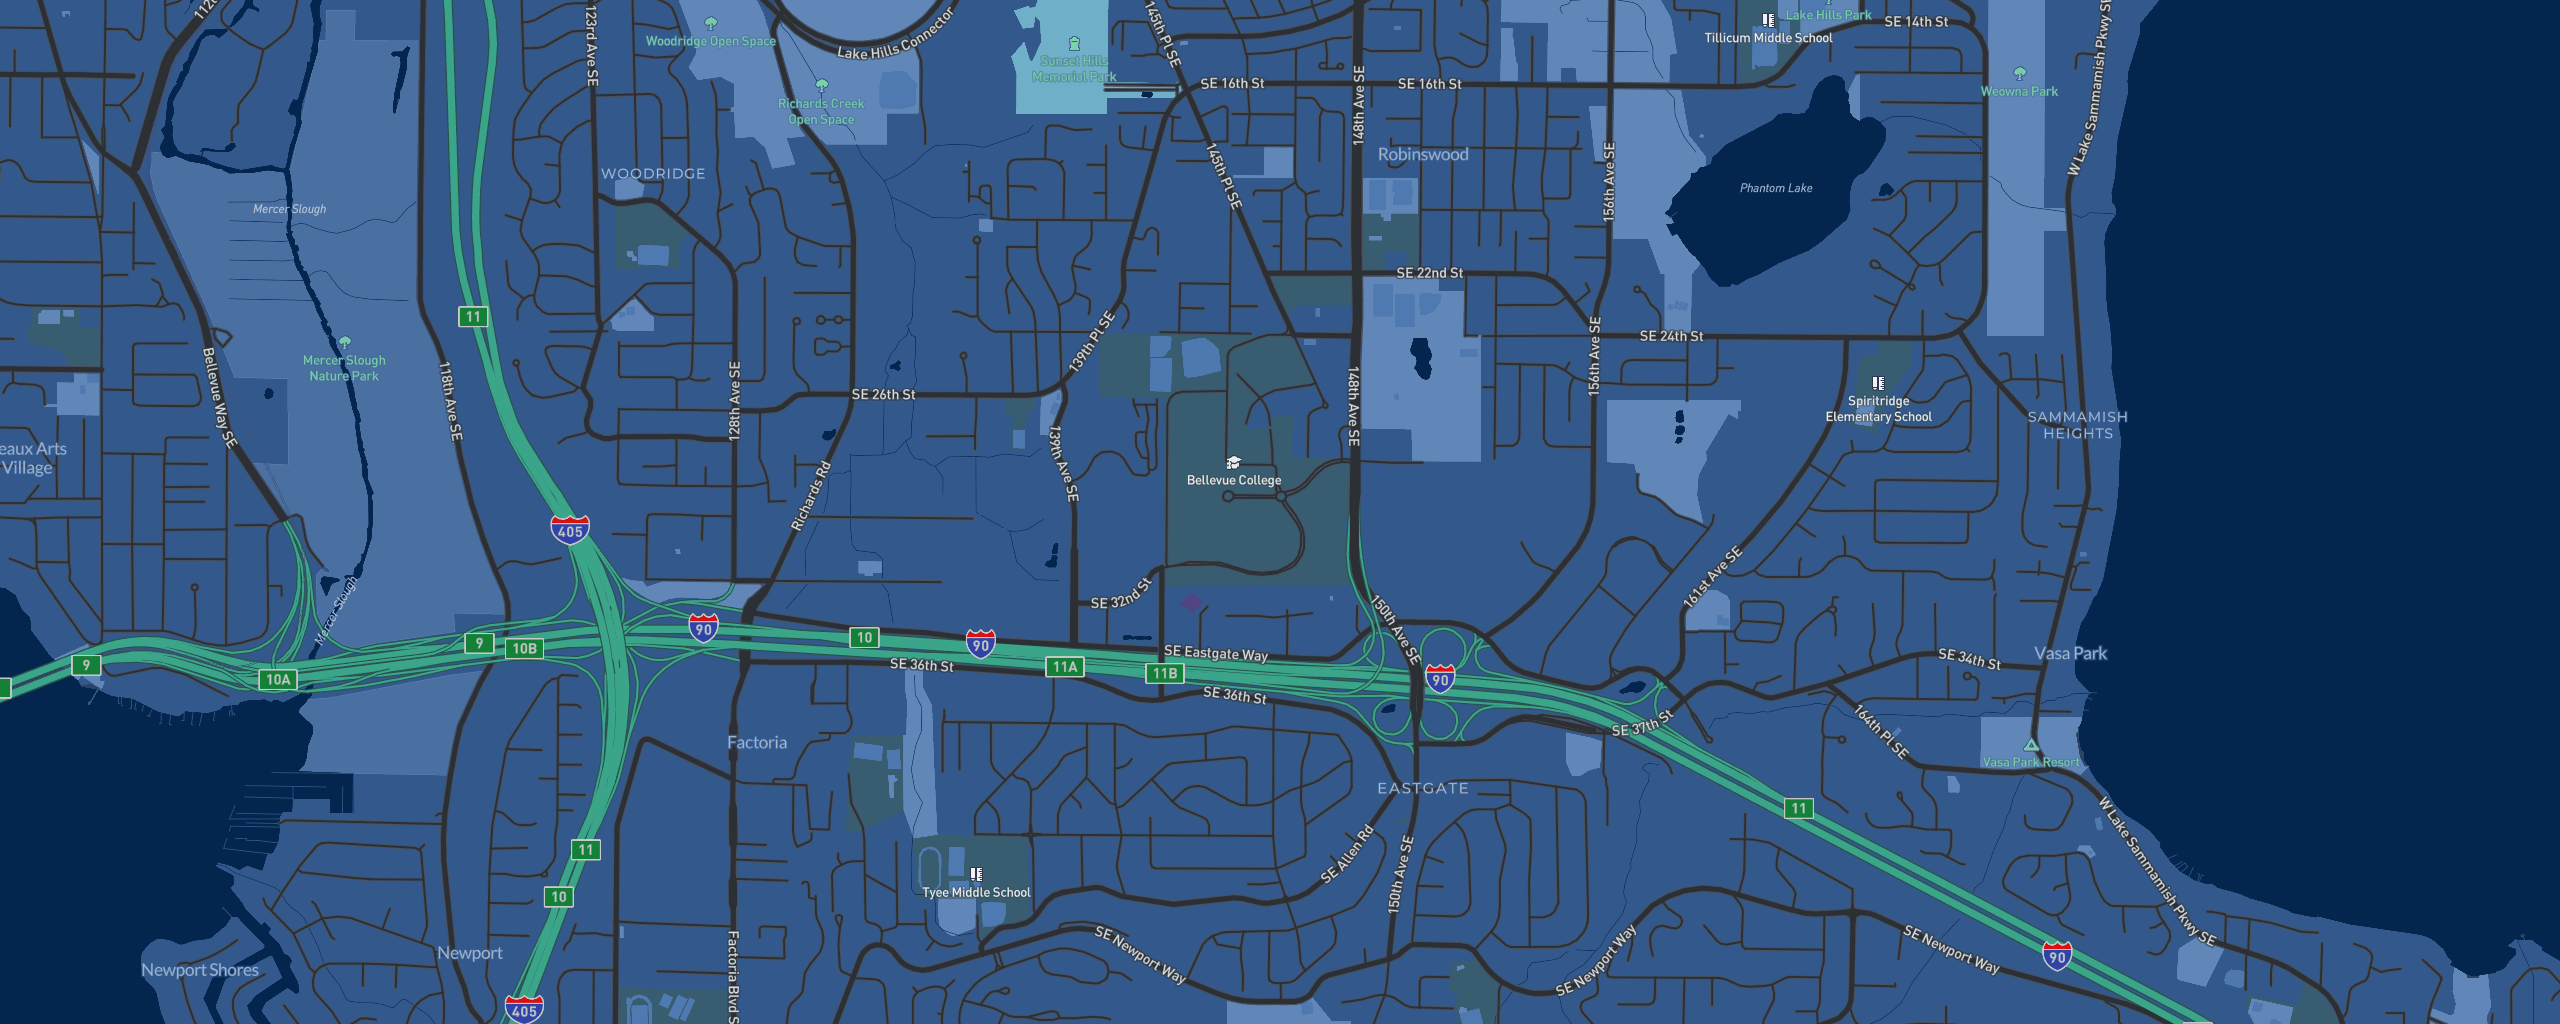 123rd Ave SE
Woodridge Open Space
Lake Hills Connector
Sunset Hills
Memorial Park
145th Pl SE
Tillicum Middle School
Lake Hills Park
SE 14th St
W Lake Sammamish Pkwy
Richards Creek
Open Space
SE 16th St
148th Ave SE
SE 16th St
Weowna Park
WOODRIDGE
145th Pl SE
Robinswood
156th Ave SE
Phantom Lake
Mercer Slough
SE 22nd St
11
Mercer Slough
Nature Park
139th Pl SE
156th Ave SE
SE 24th St
Bellevue Way SE
118th Ave SE
128th Ave SE
SE 26th St
148th Ave SE
Spiritridge
Elementary School
SAMMAMISH
HEIGHTS
eaux Arts
Village
139th Ave SE
Bellevue College
Richards Rd
405
161st Ave SE
SE 32nd St
Mercer Slough
150th Ave SE
90
10
90
9
10B
9
10A
SE 36th St
11A
11B
SE Eastgate Way
SE 36th St
90
SE 34th St
Vasa Park
SE 37th St
164th Pl SE
Factoria
Vasa Park Resort
EASTGATE
11
W Lake Sammamish Pkwy SE
11
SE Allen Rd
150th Ave SE
10
Tyee Middle School
Factoria Blvd S
SE Newport Way
SE Newport Way
SE Newport Way
90
Newport
Newport Shores
405